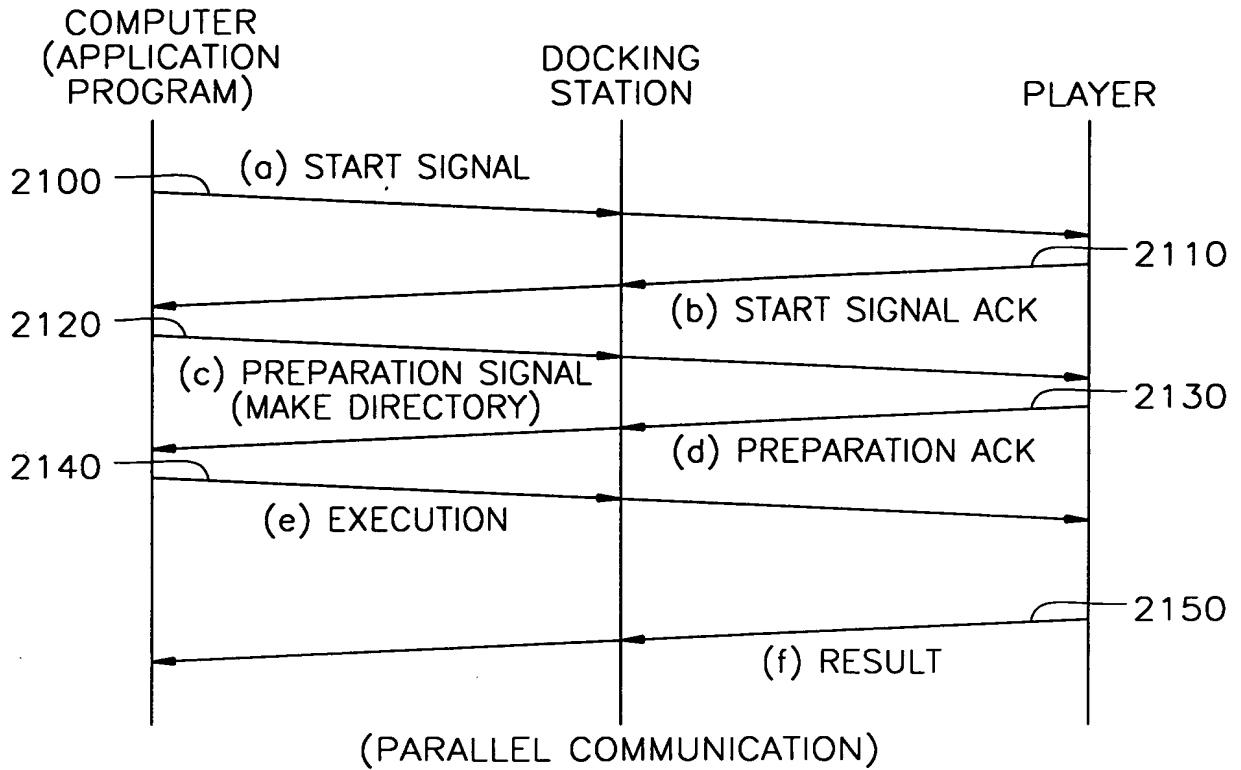 COMPUTER
(APPLICATION
PROGRAM)
DOCKING
STATION
PLAYER
2100
(a) START SIGNAL
2110
(b) START SIGNAL ACK
2120
(c) PREPARATION SIGNAL
(MAKE DIRECTORY)
2130
(d) PREPARATION ACK
2140
(e) EXECUTION
2150
(f) RESULT
(PARALLEL COMMUNICATION)